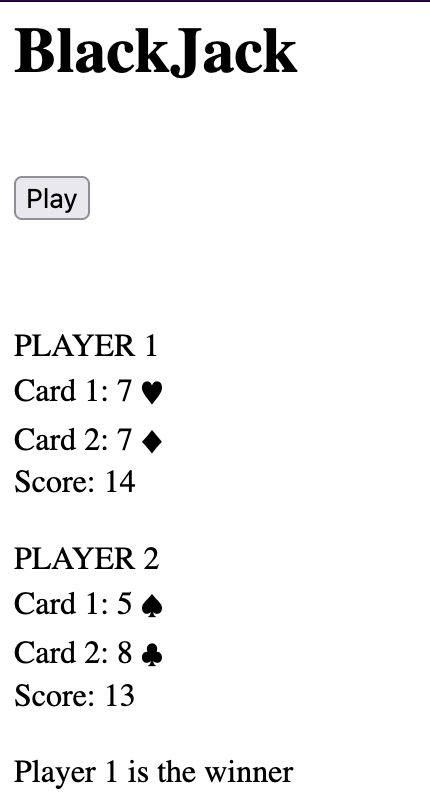 BlackJack
Play
PLAYER 1
Card 1: 7 ♥
Card 2: 7 ♦
Score: 14
PLAYER 2
Card 1: 5 ♠
Card 2: 8 ♣
Score: 13
Player 1 is the winner